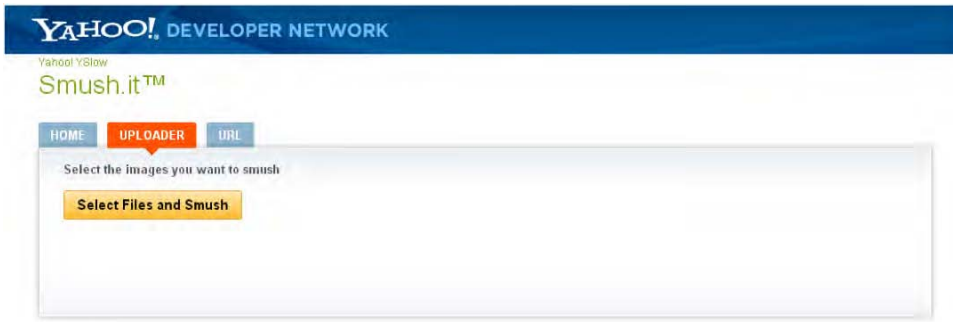 YAHOO!® DEVELOPER NETWORK
Yahoo! YSlow
Smush.it™
HOME UPLOADER URL
Select the images you want to smush
Select Files and Smush